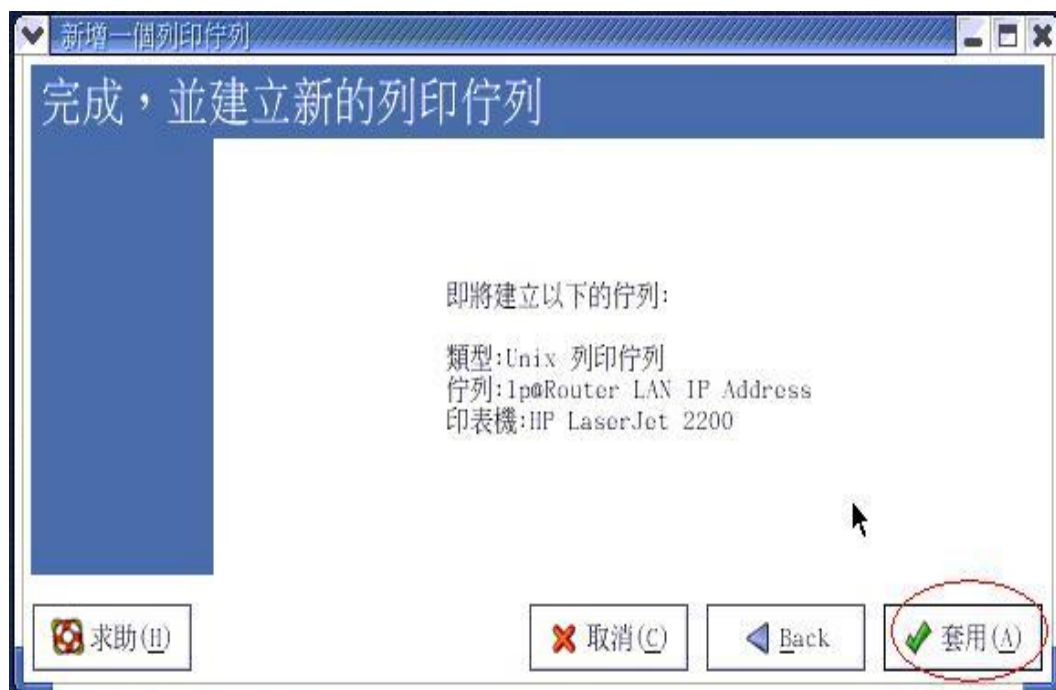 新增一個列印佇列
完成，並建立新的列印佇列
即將建立以下的佇列:
類型:Unix 列印佇列
佇列:lp@Router LAN IP Address
印表機:HP LaserJet 2200
求助(H)
取消(C)
Back
套用(A)